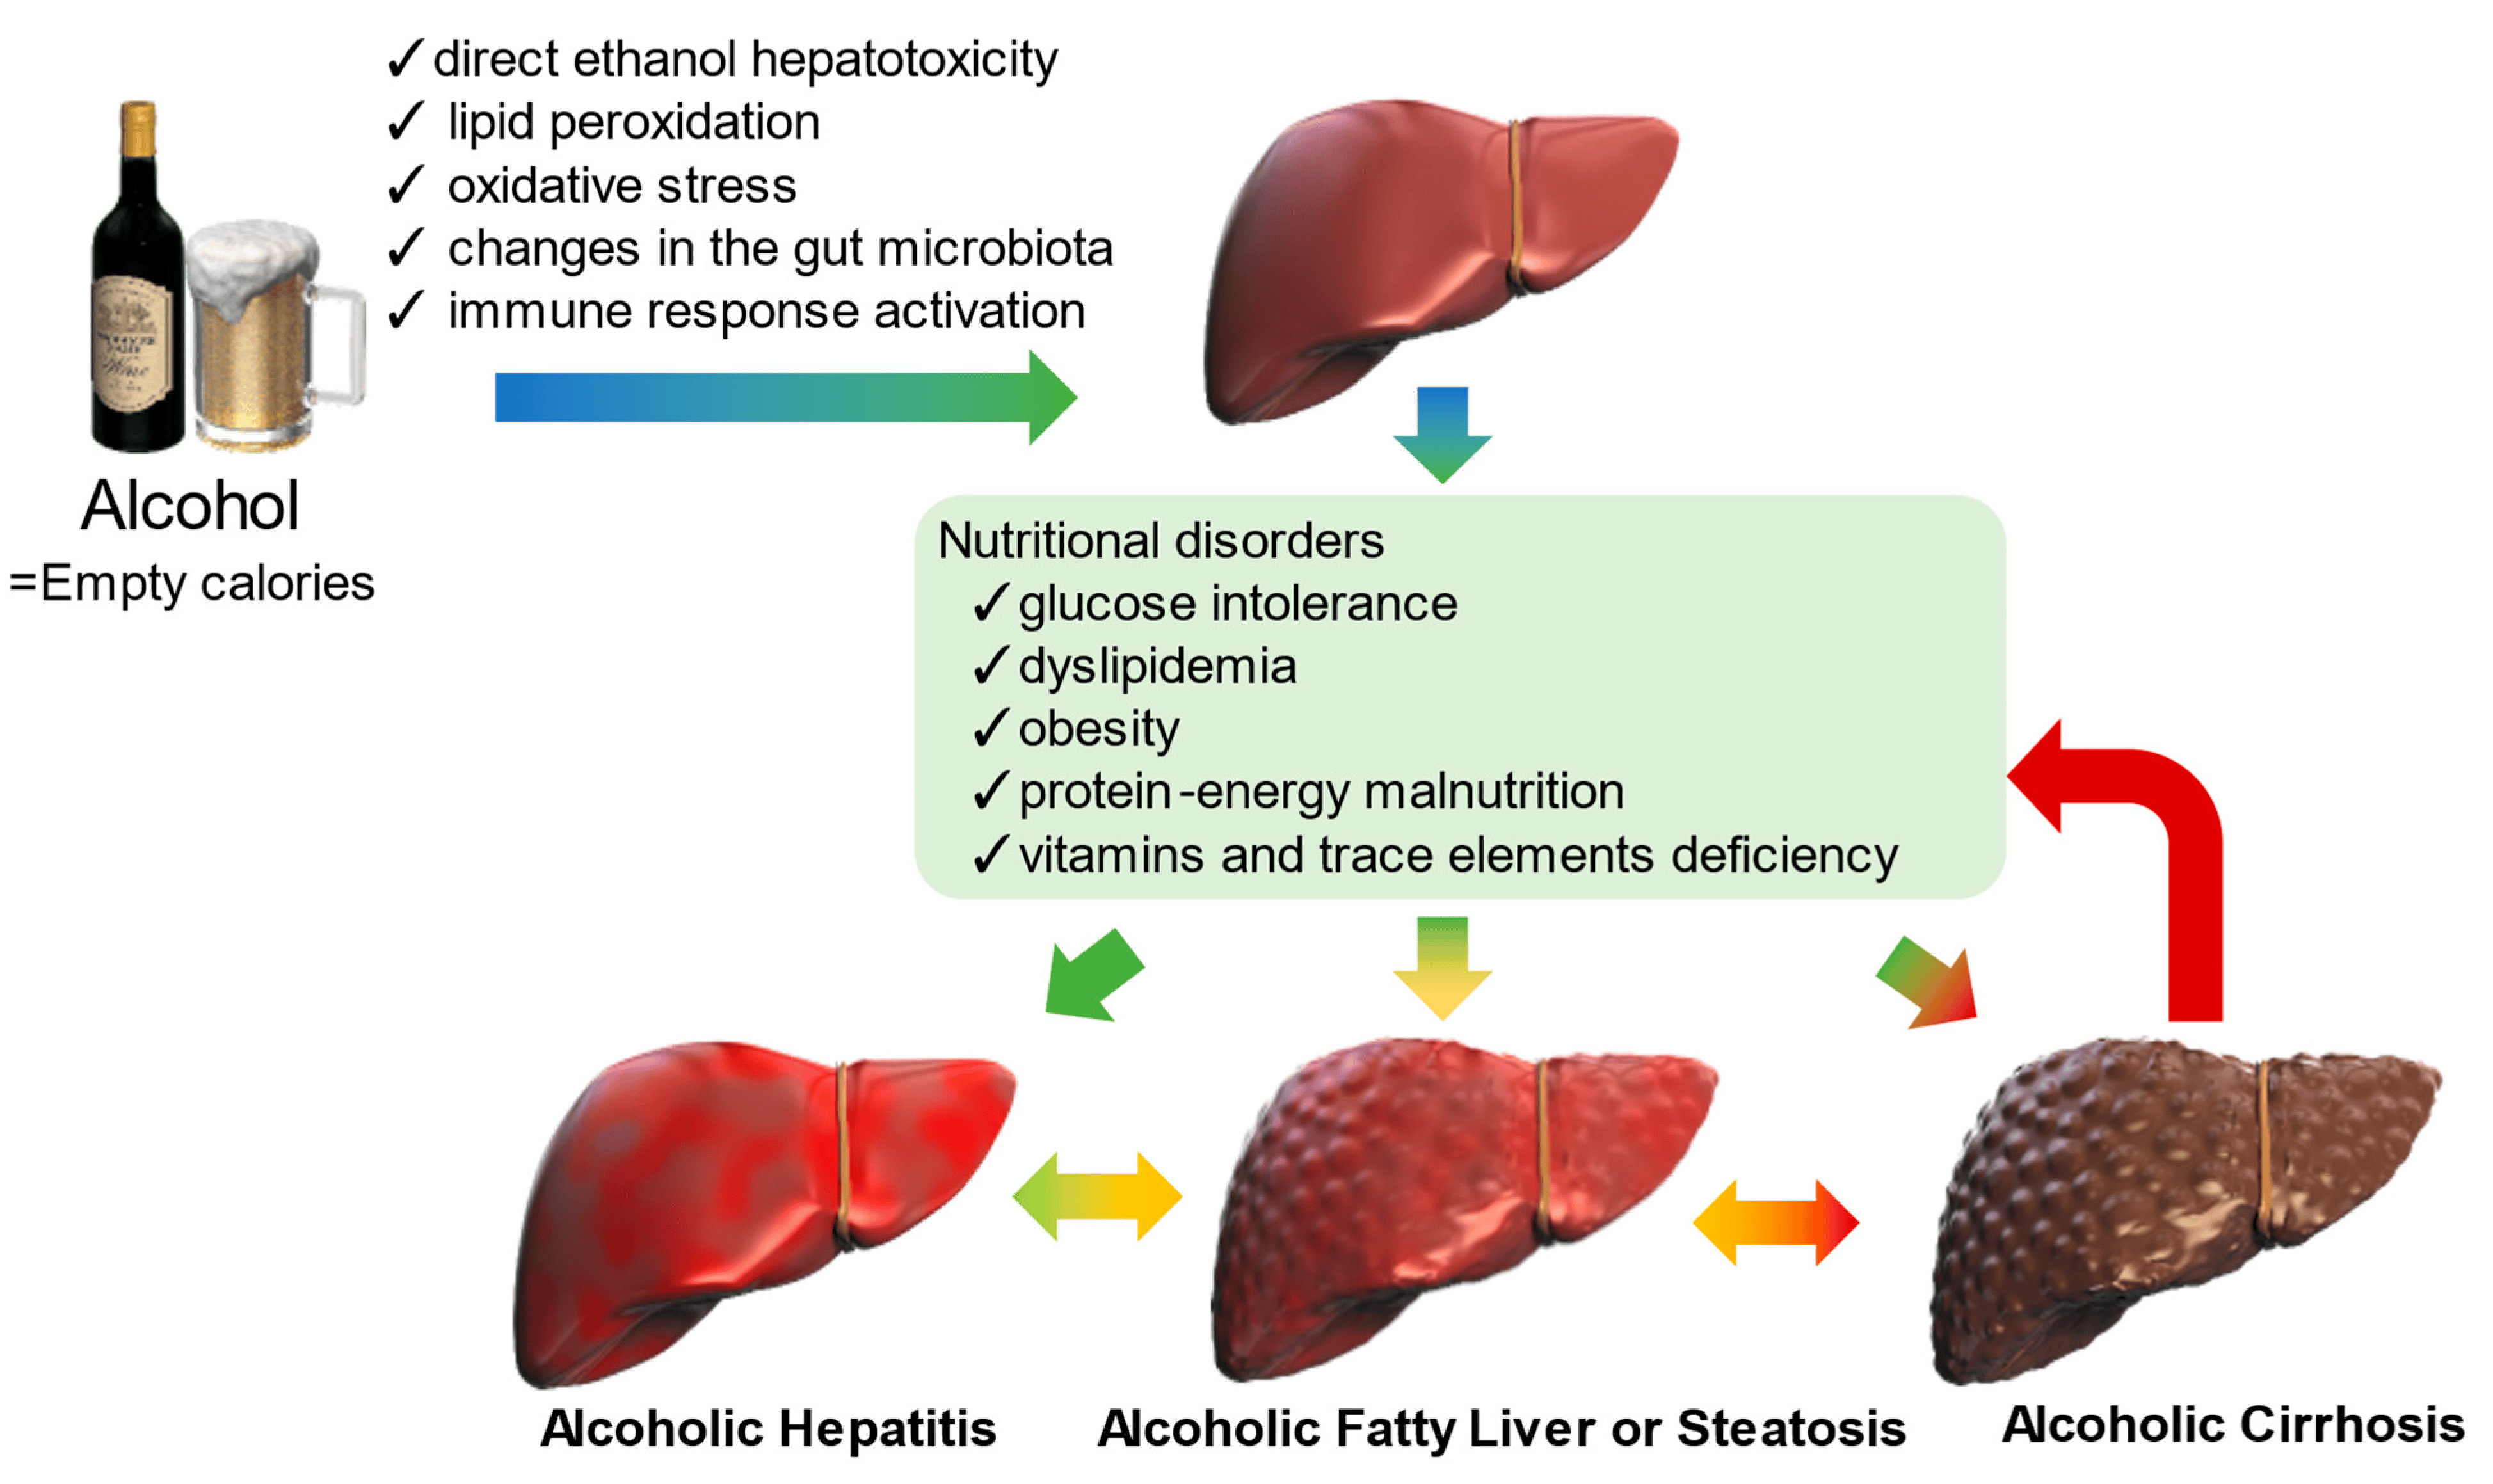 ✓direct ethanol hepatotoxicity
✓ lipid peroxidation
✓ oxidative stress
✓ changes in the gut microbiota
✓ immune response activation
Wine
Alcohol
=Empty calories
Nutritional disorders
✓glucose intolerance
✓dyslipidemia
✓obesity
✓protein-energy malnutrition
✓vitamins and trace elements deficiency
Alcoholic Hepatitis
Alcoholic Fatty Liver or Steatosis
Alcoholic Cirrhosis